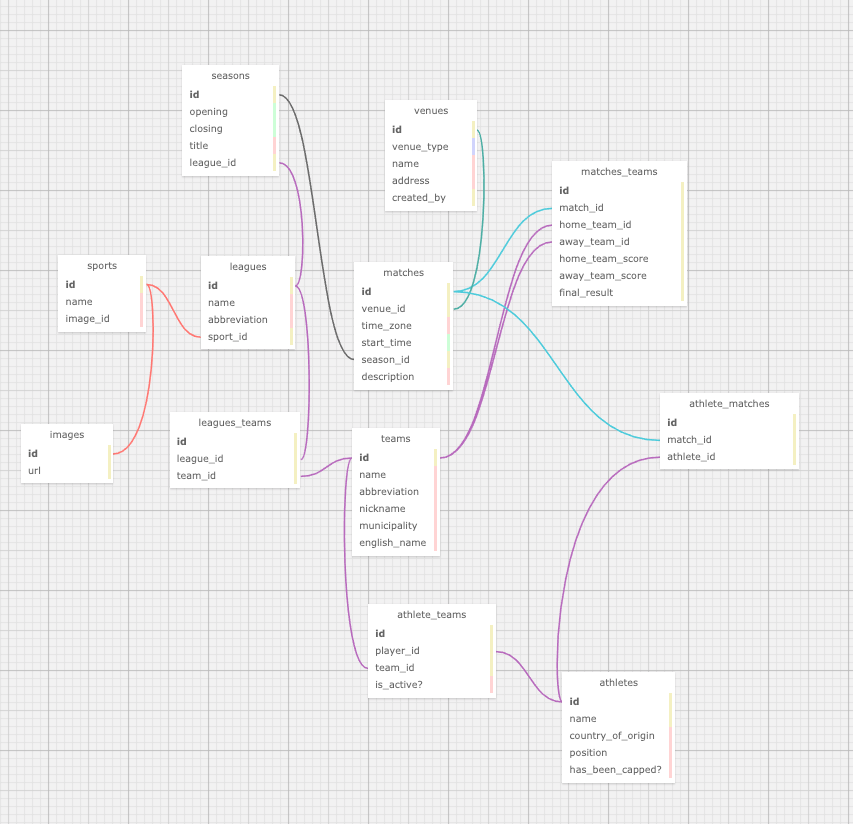 seasons
id
opening
closing
title
league_id
venues
id
venue_type
name
address
created_by
matches_teams
id
match_id
home_team_id
away_team_id
home_team_score
away_team_score
final_result
sports
id
name
image_id
leagues
id
name
abbreviation
sport_id
matches
id
venue_id
time_zone
start_time
season_id
description
athlete_matches
id
match_id
athlete_id
images
id
url
leagues_teams
id
league_id
team_id
teams
id
name
abbreviation
nickname
municipality
english_name
athlete_teams
id
player_id
team_id
is_active?
athletes
id
name
country_of_origin
position
has_been_capped?